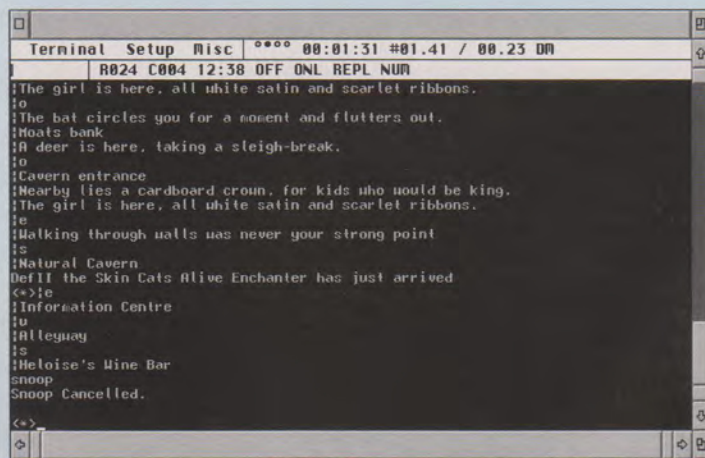 Terminal Setup Misc °°°° 00:01:31 #01.41 / 00.23 DM
R024 C004 12:38 OFF ONL REPL NUM
|The girl is here, all white satin and scarlet ribbons.
|o
|The bat circles you for a moment and flutters out.
|Moats bank
|A deer is here, taking a sleigh-break.
|o
|Cavern entrance
|Nearby lies a cardboard crown, for kids who would be king.
|The girl is here, all white satin and scarlet ribbons.
|e
|Walking through walls was never your strong point
|s
|Natural Cavern
DefII the Skin Cats Alive Enchanter has just arrived
<*>|e
|Information Centre
|u
|Alleyway
|s
|Heloise's Wine Bar
snoop
Snoop Cancelled.
<*>_